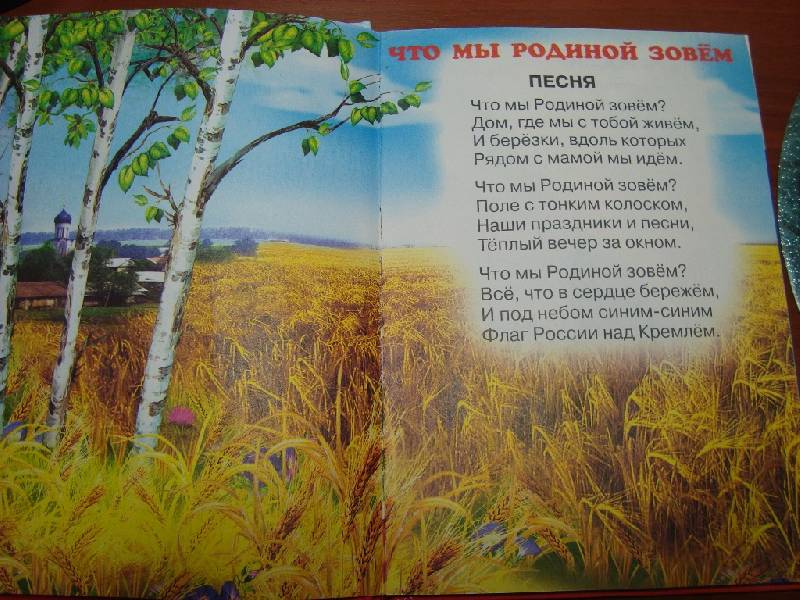 ЧТО МЫ РОДИНОЙ ЗОВЁМ
ПЕСНЯ
Что мы Родиной зовём?
Дом, где мы с тобой живём,
И берёзки, вдоль которых
Рядом с мамой мы идём.
Что мы Родиной зовём?
Поле с тонким колоском,
Наши праздники и песни,
Тёплый вечер за окном.
Что мы Родиной зовём?
Всё, что в сердце бережём,
И под небом синим-синим
Флаг России над Кремлём.